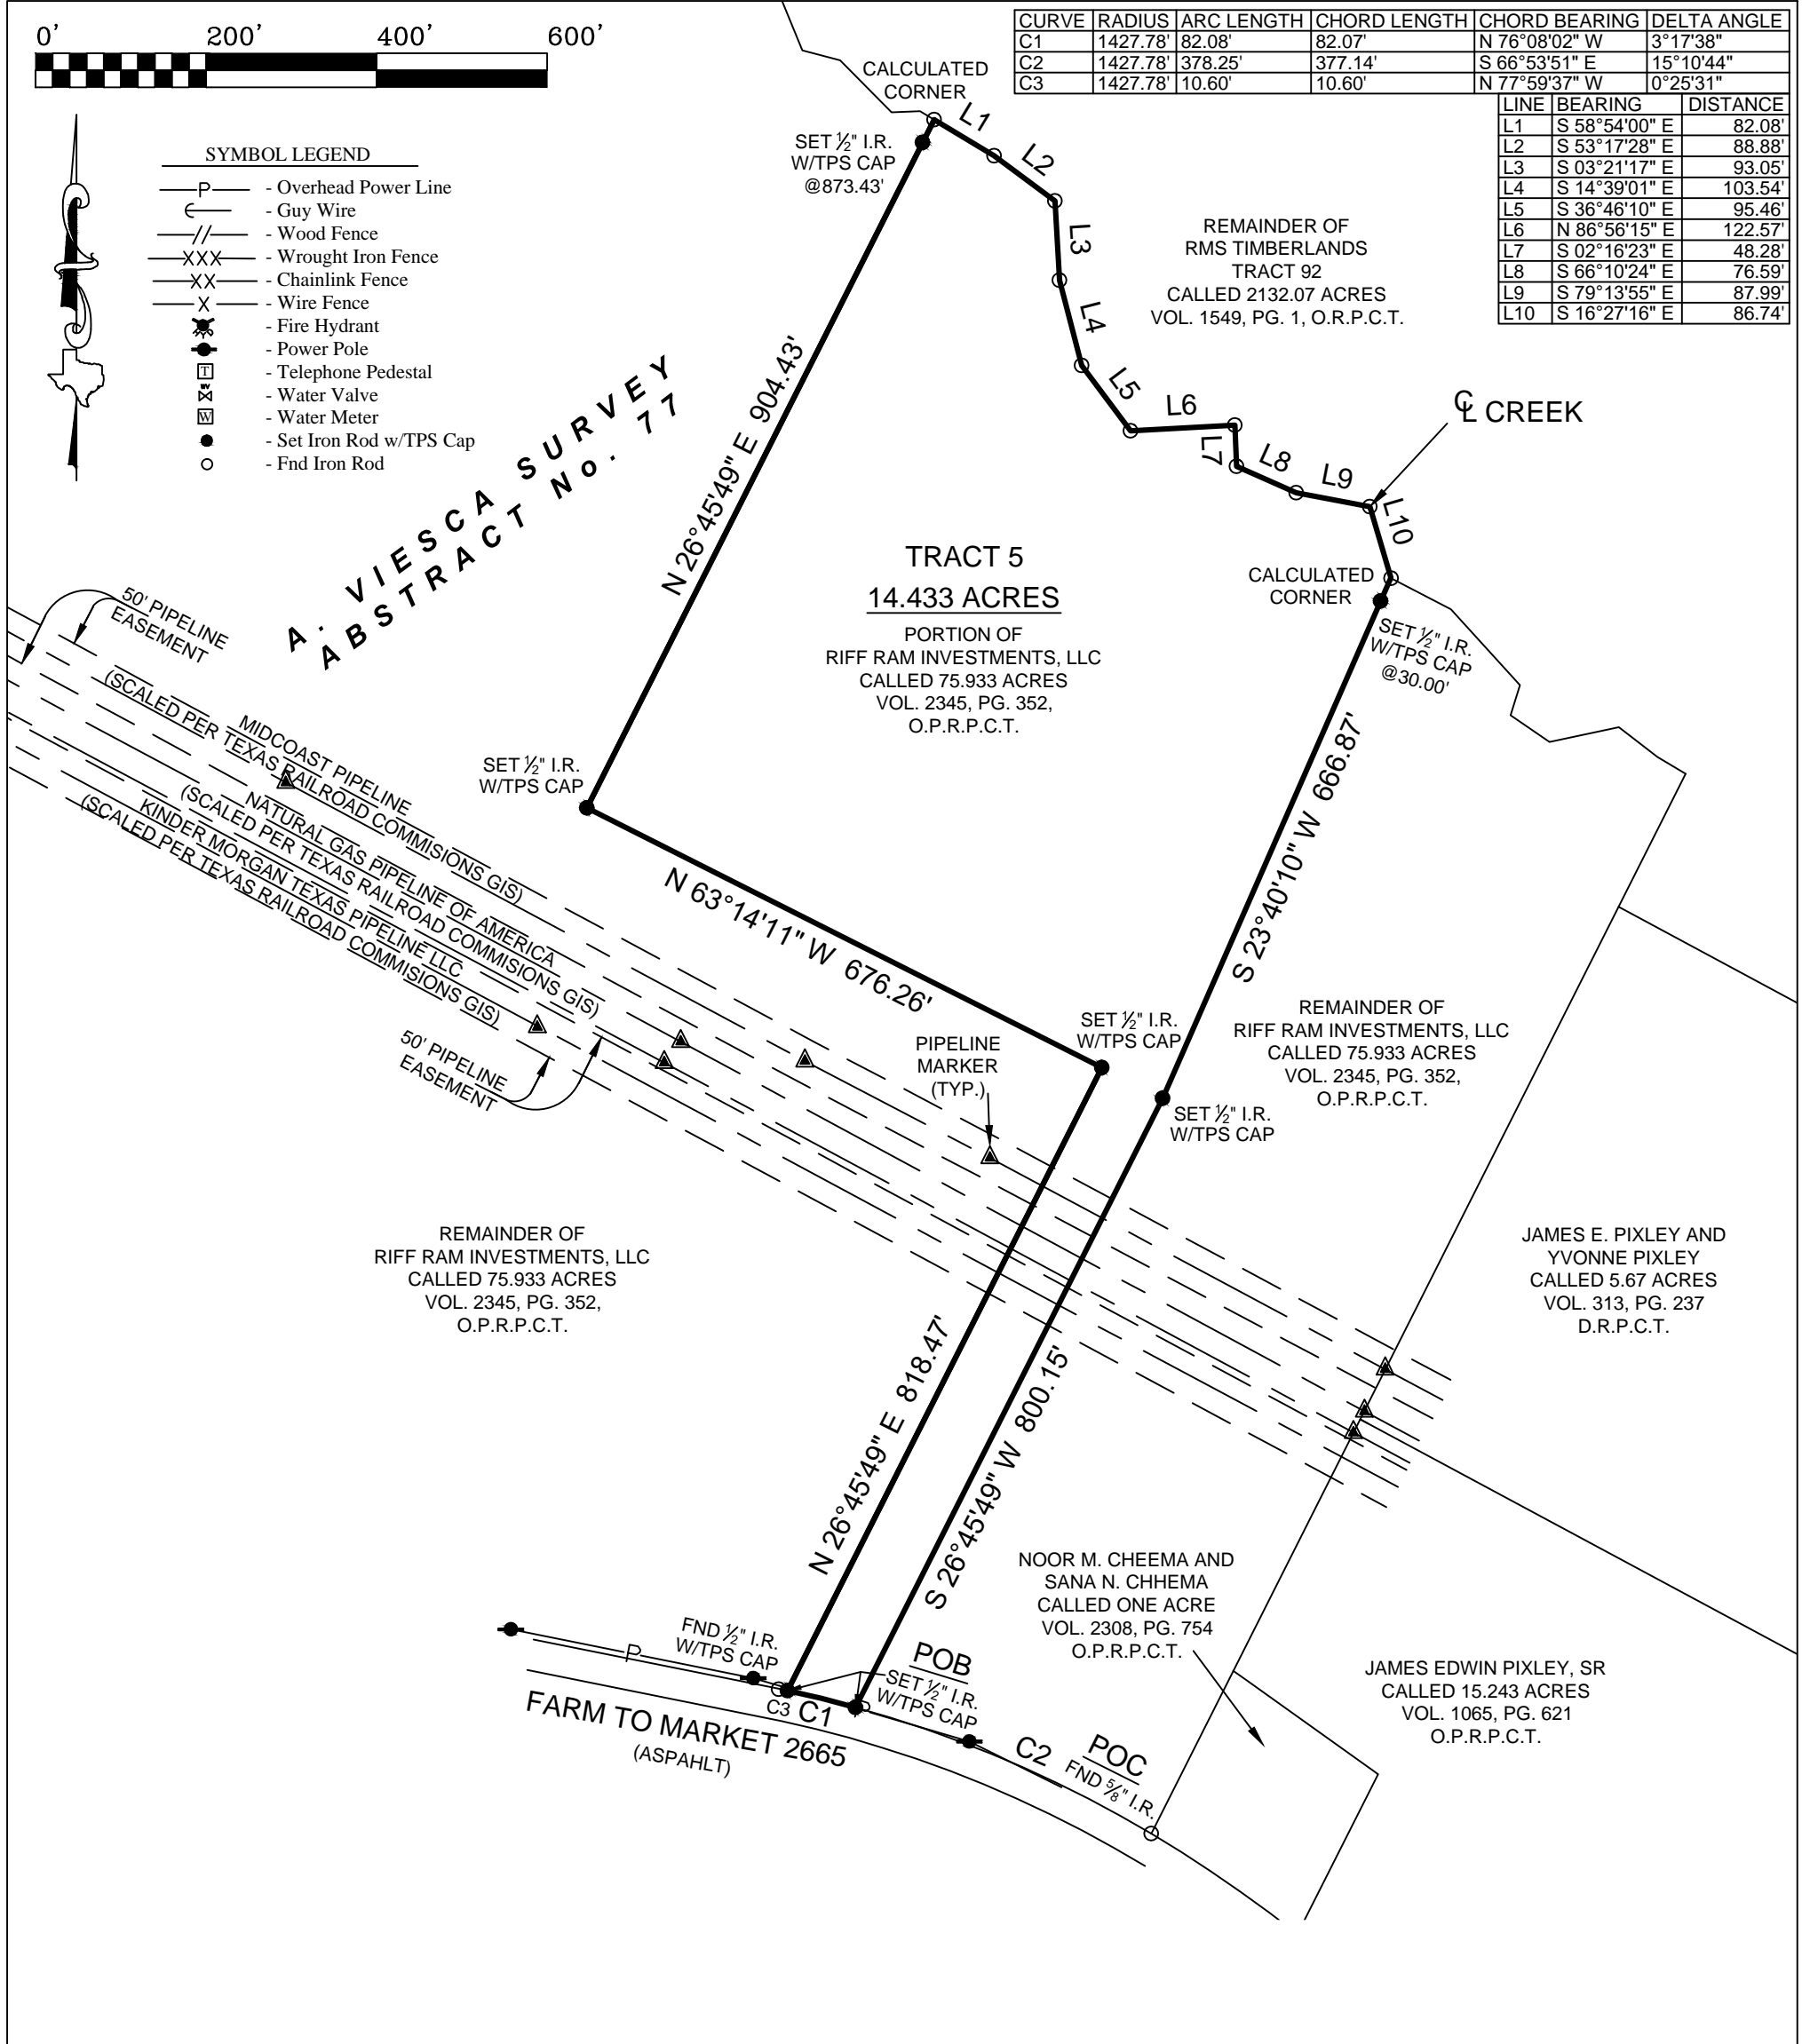 0' 200' 400' 600'
CURVE RADIUS ARC LENGTH CHORD LENGTH CHORD BEARING DELTA ANGLE
C1 1427.78' 82.08' 82.07' N 76°08'02" W 3°17'38"
C2 1427.78' 378.25' 377.14' S 66°53'51" E 15°10'44"
C3 1427.78' 10.60' 10.60' N 77°59'37" W 0°25'31"
LINE BEARING DISTANCE
L1 S 58°54'00" E 82.08'
L2 S 53°17'28" E 88.88'
L3 S 03°21'17" E 93.05'
L4 S 14°39'01" E 103.54'
L5 S 36°46'10" E 95.46'
L6 N 86°56'15" E 122.57'
L7 S 02°16'23" E 48.28'
L8 S 66°10'24" E 76.59'
L9 S 79°13'55" E 87.99'
L10 S 16°27'16" E 86.74'
SYMBOL LEGEND
P - Overhead Power Line
- Guy Wire
// - Wood Fence
XXX - Wrought Iron Fence
XX - Chainlink Fence
X - Wire Fence
- Fire Hydrant
- Power Pole
T - Telephone Pedestal
WV - Water Valve
W - Water Meter
- Set Iron Rod w/TPS Cap
- Fnd Iron Rod
CALCULATED
CORNER
SET ½" I.R.
W/TPS CAP
@873.43'
L1
L2
L3
L4
L5
L6
L7
L8
L9
L10
REMAINDER OF
RMS TIMBERLANDS
TRACT 92
CALLED 2132.07 ACRES
VOL. 1549, PG. 1, O.R.P.C.T.
℄ CREEK
A. VIESCA SURVEY
ABSTRACT No. 77
N 26°45'49" E 904.43'
TRACT 5
14.433 ACRES
PORTION OF
RIFF RAM INVESTMENTS, LLC
CALLED 75.933 ACRES
VOL. 2345, PG. 352,
O.P.R.P.C.T.
CALCULATED
CORNER
SET ½" I.R.
W/TPS CAP
@30.00'
S 23°40'10" W 666.87'
50' PIPELINE
EASEMENT
MIDCOAST PIPELINE
(SCALED PER TEXAS RAILROAD COMMISIONS GIS)
NATURAL GAS PIPELINE OF AMERICA
(SCALED PER TEXAS RAILROAD COMMISIONS GIS)
KINDER MORGAN TEXAS PIPELINE LLC
(SCALED PER TEXAS RAILROAD COMMISIONS GIS)
SET ½" I.R.
W/TPS CAP
N 63°14'11" W 676.26'
50' PIPELINE
EASEMENT
SET ½" I.R.
W/TPS CAP
PIPELINE
MARKER
(TYP.)
SET ½" I.R.
W/TPS CAP
REMAINDER OF
RIFF RAM INVESTMENTS, LLC
CALLED 75.933 ACRES
VOL. 2345, PG. 352,
O.P.R.P.C.T.
REMAINDER OF
RIFF RAM INVESTMENTS, LLC
CALLED 75.933 ACRES
VOL. 2345, PG. 352,
O.P.R.P.C.T.
JAMES E. PIXLEY AND
YVONNE PIXLEY
CALLED 5.67 ACRES
VOL. 313, PG. 237
D.R.P.C.T.
N 26°45'49" E 818.47'
S 26°45'49" W 800.15'
NOOR M. CHEEMA AND
SANA N. CHHEMA
CALLED ONE ACRE
VOL. 2308, PG. 754
O.P.R.P.C.T.
JAMES EDWIN PIXLEY, SR
CALLED 15.243 ACRES
VOL. 1065, PG. 621
O.P.R.P.C.T.
P
FND ½" I.R.
W/TPS CAP
POB
SET ½" I.R.
W/TPS CAP
C3
C1
C2
POC
FND ⅝" I.R.
FARM TO MARKET 2665
(ASPAHLT)